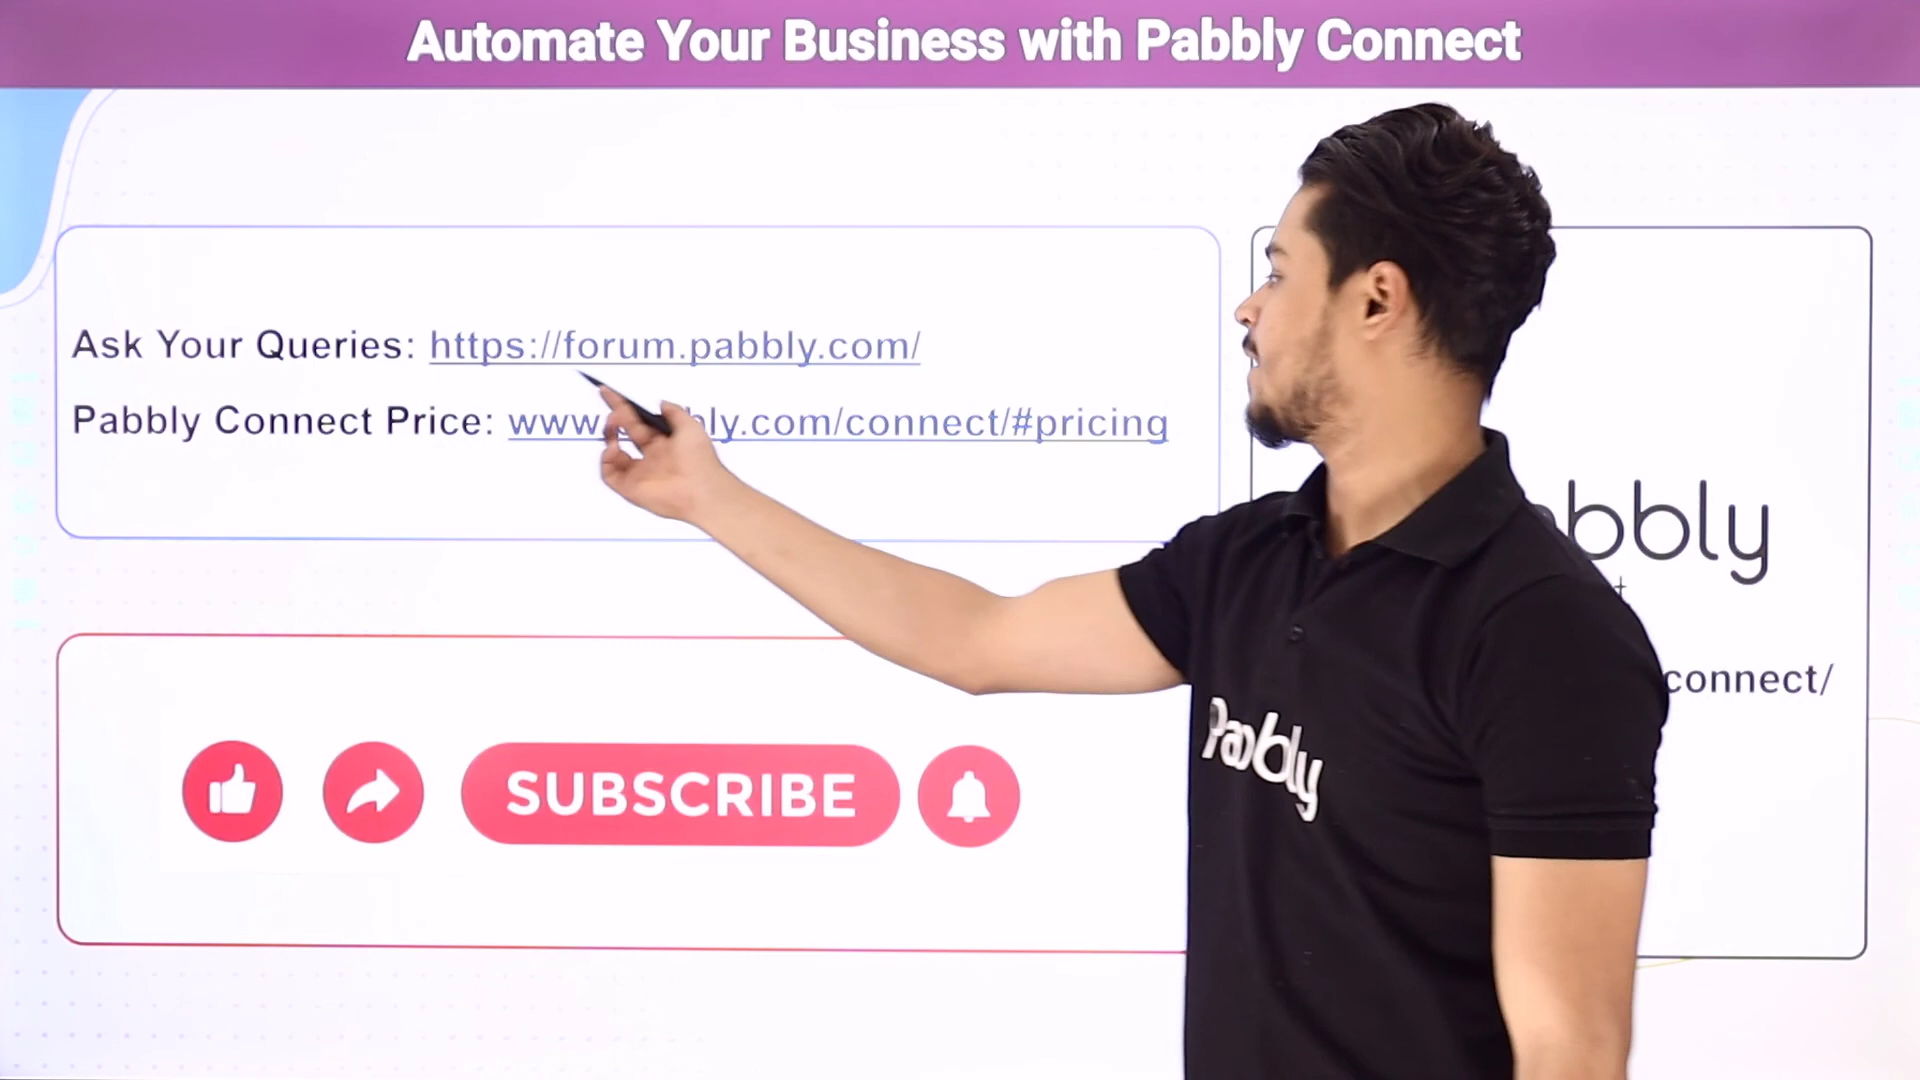 Automate Your Business with Pabbly Connect
Ask Your Queries: https://forum.pabbly.com/
Pabbly Connect Price: www bly.com/connect/#pricing
bbly
connect/
SUBSCRIBE
Pabbly